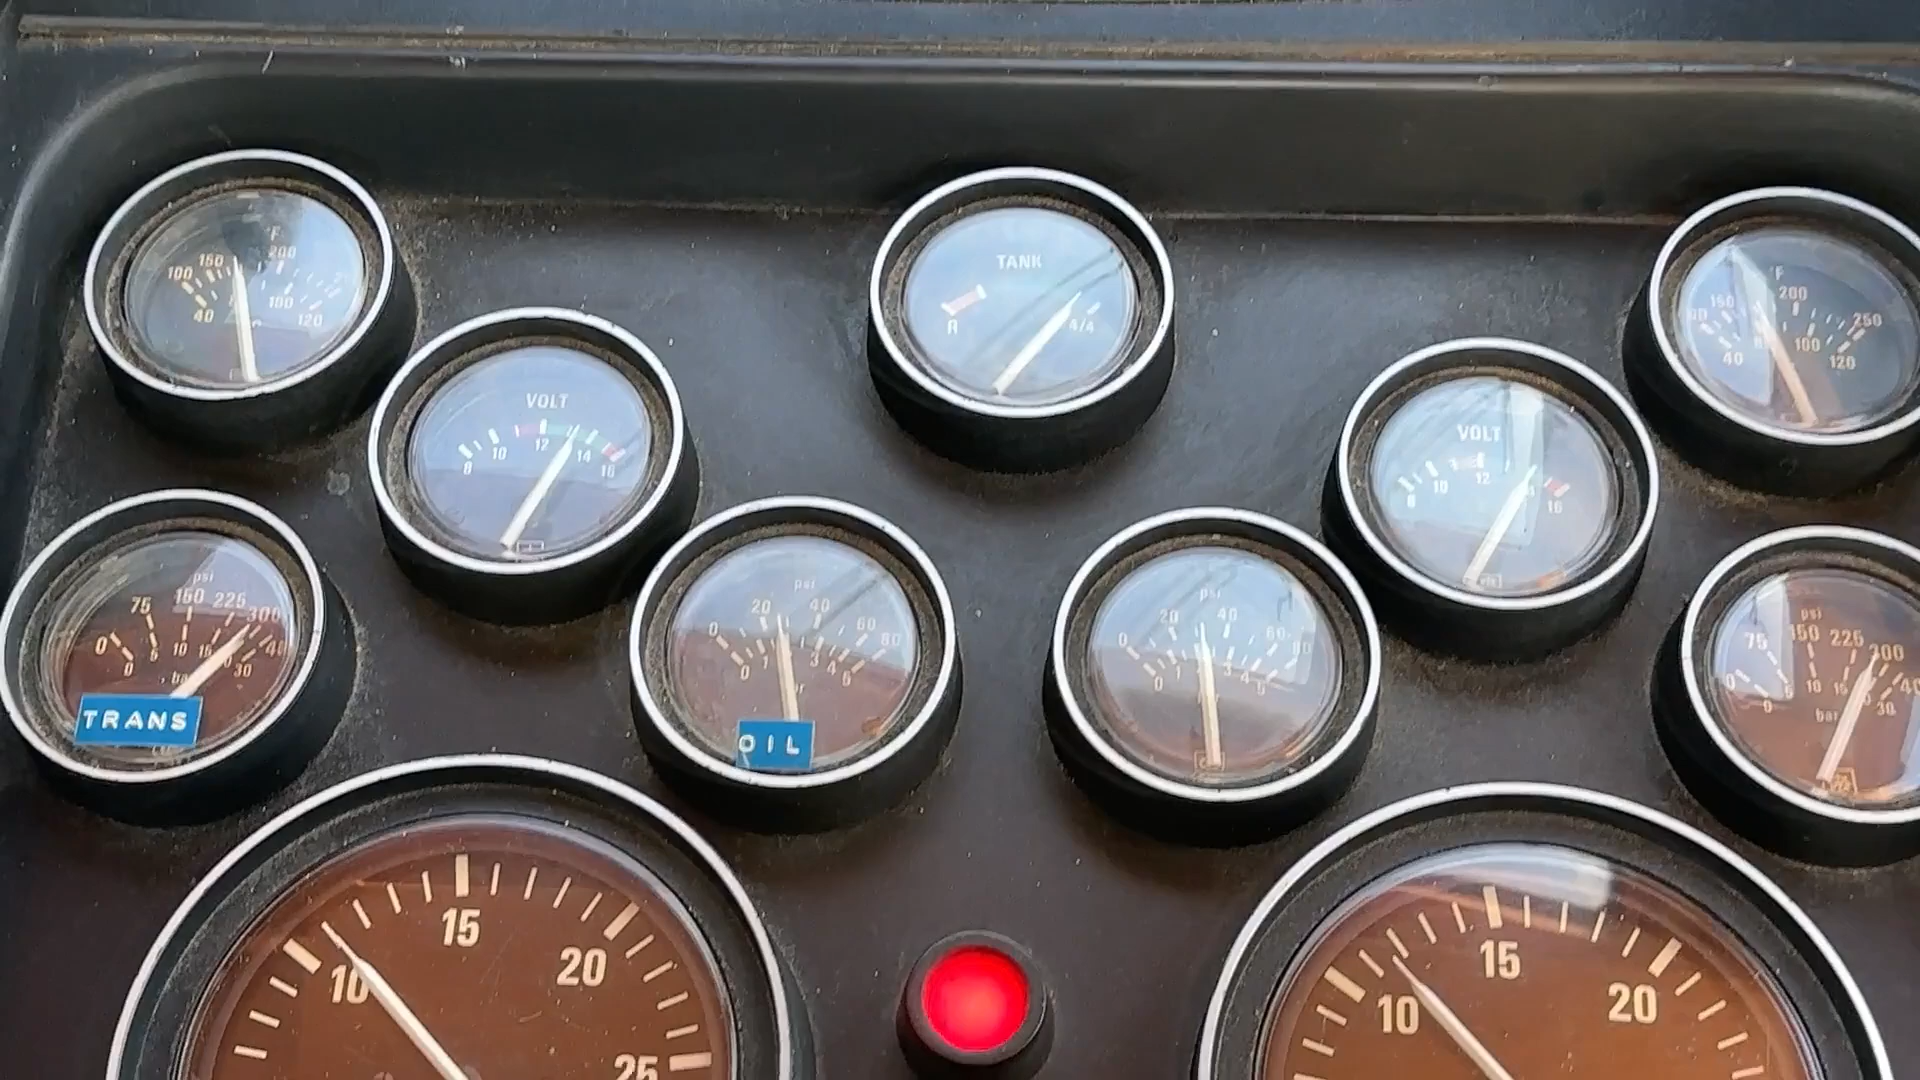 °F
150 200
100
100
40 120
TANK
R 4/4
°F
200
150 250
100
40 120
VOLT
12
10 14
8 16
VOLT
12
10
8 16
psi
150 225
75 300
0 40
5 10 15
0 30
bar
TRANS
psi
20 40
0 60
80
1 3
0 4 5
OIL
psi
20 40
0 60
80
1 3
0 4 5
psi
150 225
75 300
0 40
5 10 15
0 30
bar
15
10 20
25
15
10 20